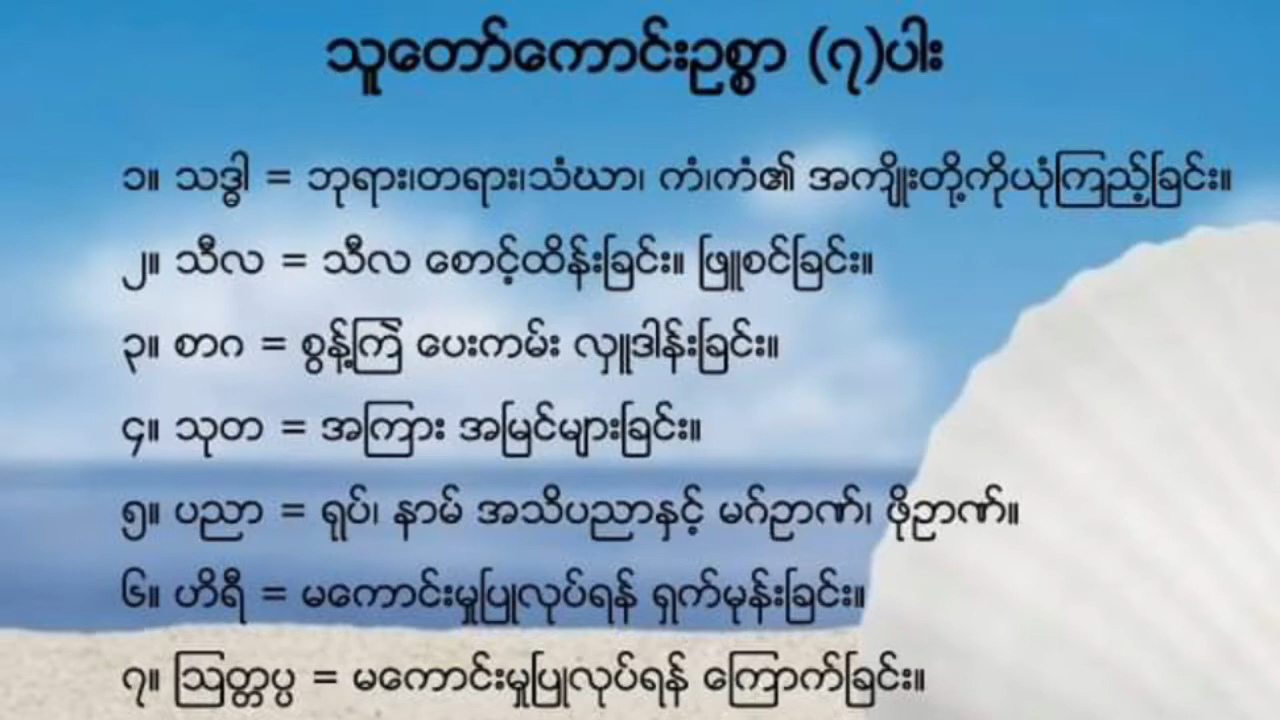 သူတော်ကောင်းဥစ္စာ (၇)ပါး
၁။ သဒ္ဓါ = ဘုရား၊တရား၊သံဃာ၊ ကံ၊ကံ၏ အကျိုးတို့ကိုယုံကြည့်ခြင်း။
၂။ သီလ = သီလ စောင့်ထိန်းခြင်း။ ဖြူစင်ခြင်း။
၃။ စာဂ = စွန့်ကြဲ ပေးကမ်း လှူဒါန်းခြင်း။
၄။ သုတ = အကြား အမြင်များခြင်း။
၅။ ပညာ = ရုပ်၊ နာမ် အသိပညာနှင့် မဂ်ဉာဏ်၊ ဖိုဉာဏ်။
၆။ ဟိရီ = မကောင်းမှုပြုလုပ်ရန် ရှက်မုန်းခြင်း။
၇။ ဩတ္တပ္ပ = မကောင်းမှုပြုလုပ်ရန် ကြောက်ခြင်း။